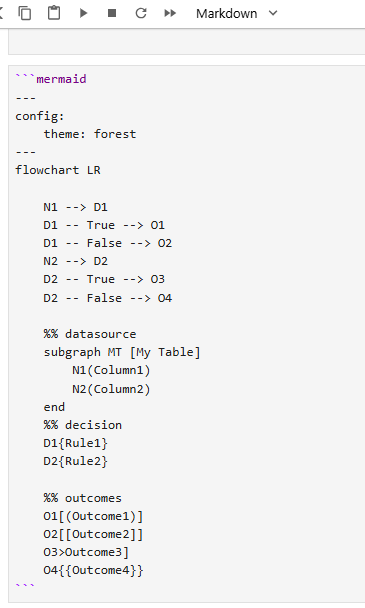 Markdown
```mermaid
---
config:
    theme: forest
---
flowchart LR

    N1 --> D1
    D1 -- True --> O1
    D1 -- False --> O2
    N2 --> D2
    D2 -- True --> O3
    D2 -- False --> O4

    %% datasource
    subgraph MT [My Table]
        N1(Column1)
        N2(Column2)
    end
    %% decision
    D1{Rule1}
    D2{Rule2}

    %% outcomes
    O1[(Outcome1)]
    O2[[Outcome2]]
    O3>Outcome3]
    O4{{Outcome4}}
```